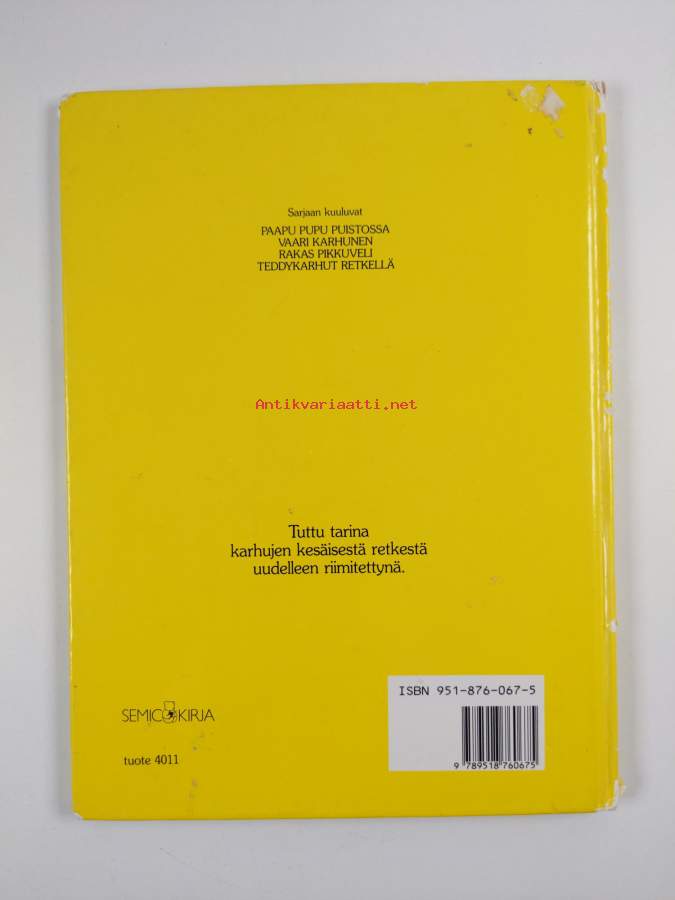 Sarjaan kuuluvat
PAAPU PUPU PUISTOSSA
VAARI KARHUNEN
RAKAS PIKKUVELI
TEDDYKARHUT RETKELLÄ
Antikvariaatti.net
Tuttu tarina
karhujen kesäisestä retkestä
uudelleen riimitettynä.
ISBN 951-876-067-5
SEMIC KIRJA
9 789518 760675
tuote 4011